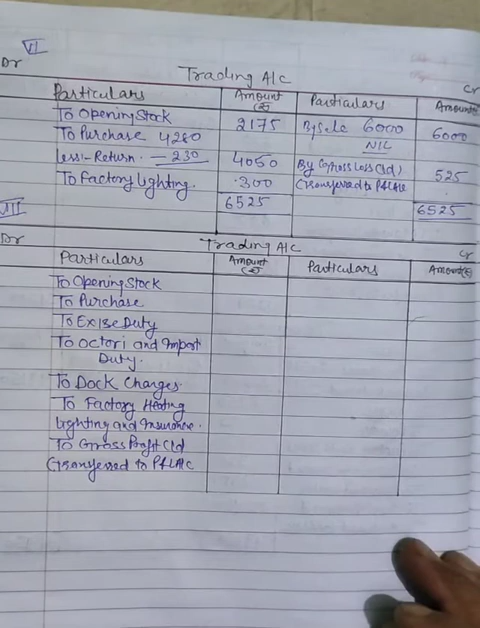 VI
Dr Trading A/C Cr
Particulars Amount (₹) Particulars Amount
To Opening Stock 2175 By Sale 6000 6000
To Purchase 4280 NIL
Less:- Return. - 230 4050 By Gross Loss C/d) 525
To Factory Lighting. 300 (Transferred to P&L A/C
6525 6525
VII
Dr Trading A/C Cr
Particulars Amount (₹) Particulars Amount(₹)
To Opening Stock
To Purchase
To Exise Duty
To Octori and Import
Duty.
To Dock Charges.
To Factory Heating
Lighting and Insurance.
To Gross Profit C/d
(Transferred to P&L A/C